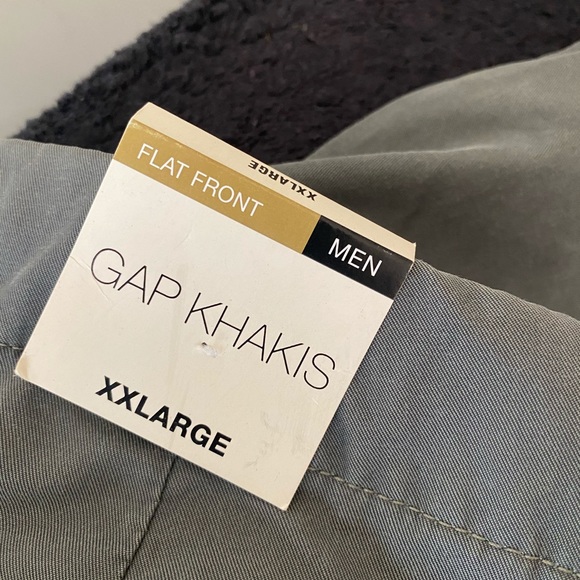 XXLARGE
FLAT FRONT
MEN
GAP KHAKIS
XXLARGE